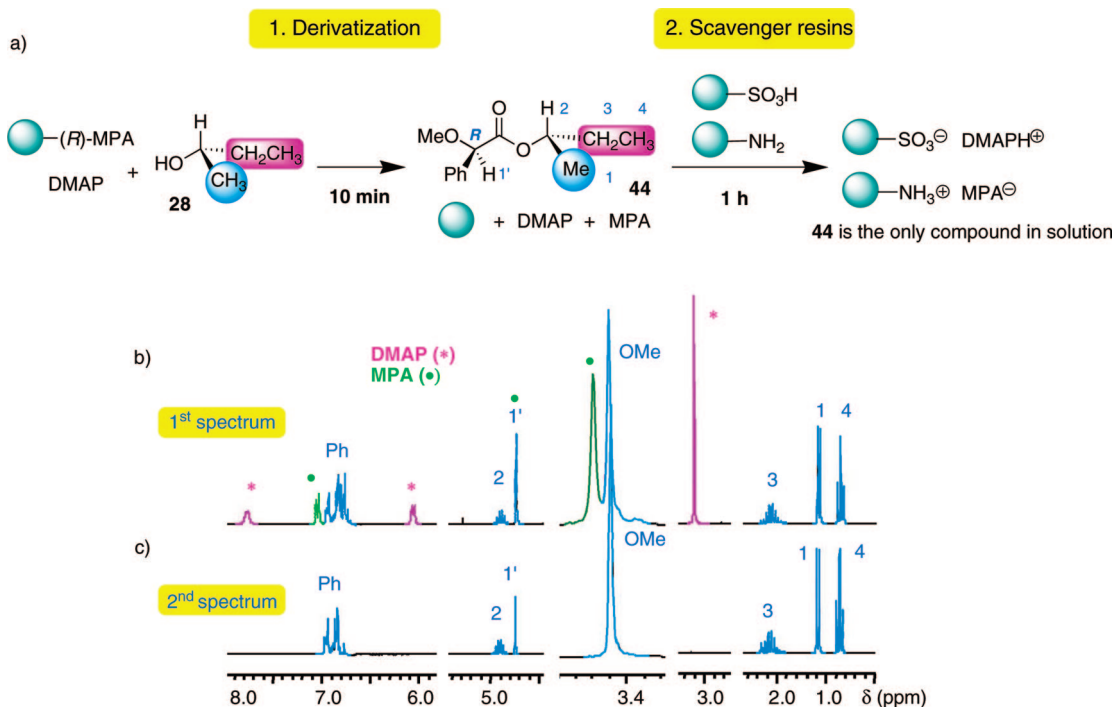 1. Derivatization
2. Scavenger resins
a)
(R)-MPA
DMAP
+
H
HO
CH2CH3
CH3
28
10 min
MeO
R
O
O
Ph
H
1'
H
2
3
4
CH2CH3
Me
1
44
+ DMAP + MPA
SO3H
NH2
1 h
SO3⊖ DMAPH⊕
NH3⊕ MPA⊖
44 is the only compound in solution
b)
DMAP (*)
MPA (●)
1st spectrum
*
●
Ph
*
2
●
1'
●
OMe
*
3
1
4
c)
2nd spectrum
Ph
2
1'
OMe
3
1
4
8.0 7.0 6.0 5.0 3.4 3.0 2.0 1.0 δ (ppm)